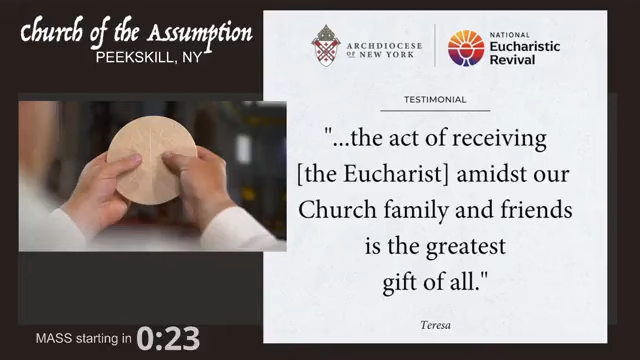 Church of the Assumption
PEEKSKILL, NY
ARCHDIOCESE
OF NEW YORK
NATIONAL
Eucharistic
Revival
TESTIMONIAL
"...the act of receiving
[the Eucharist] amidst our
Church family and friends
is the greatest
gift of all."
Teresa
MASS starting in 0:23